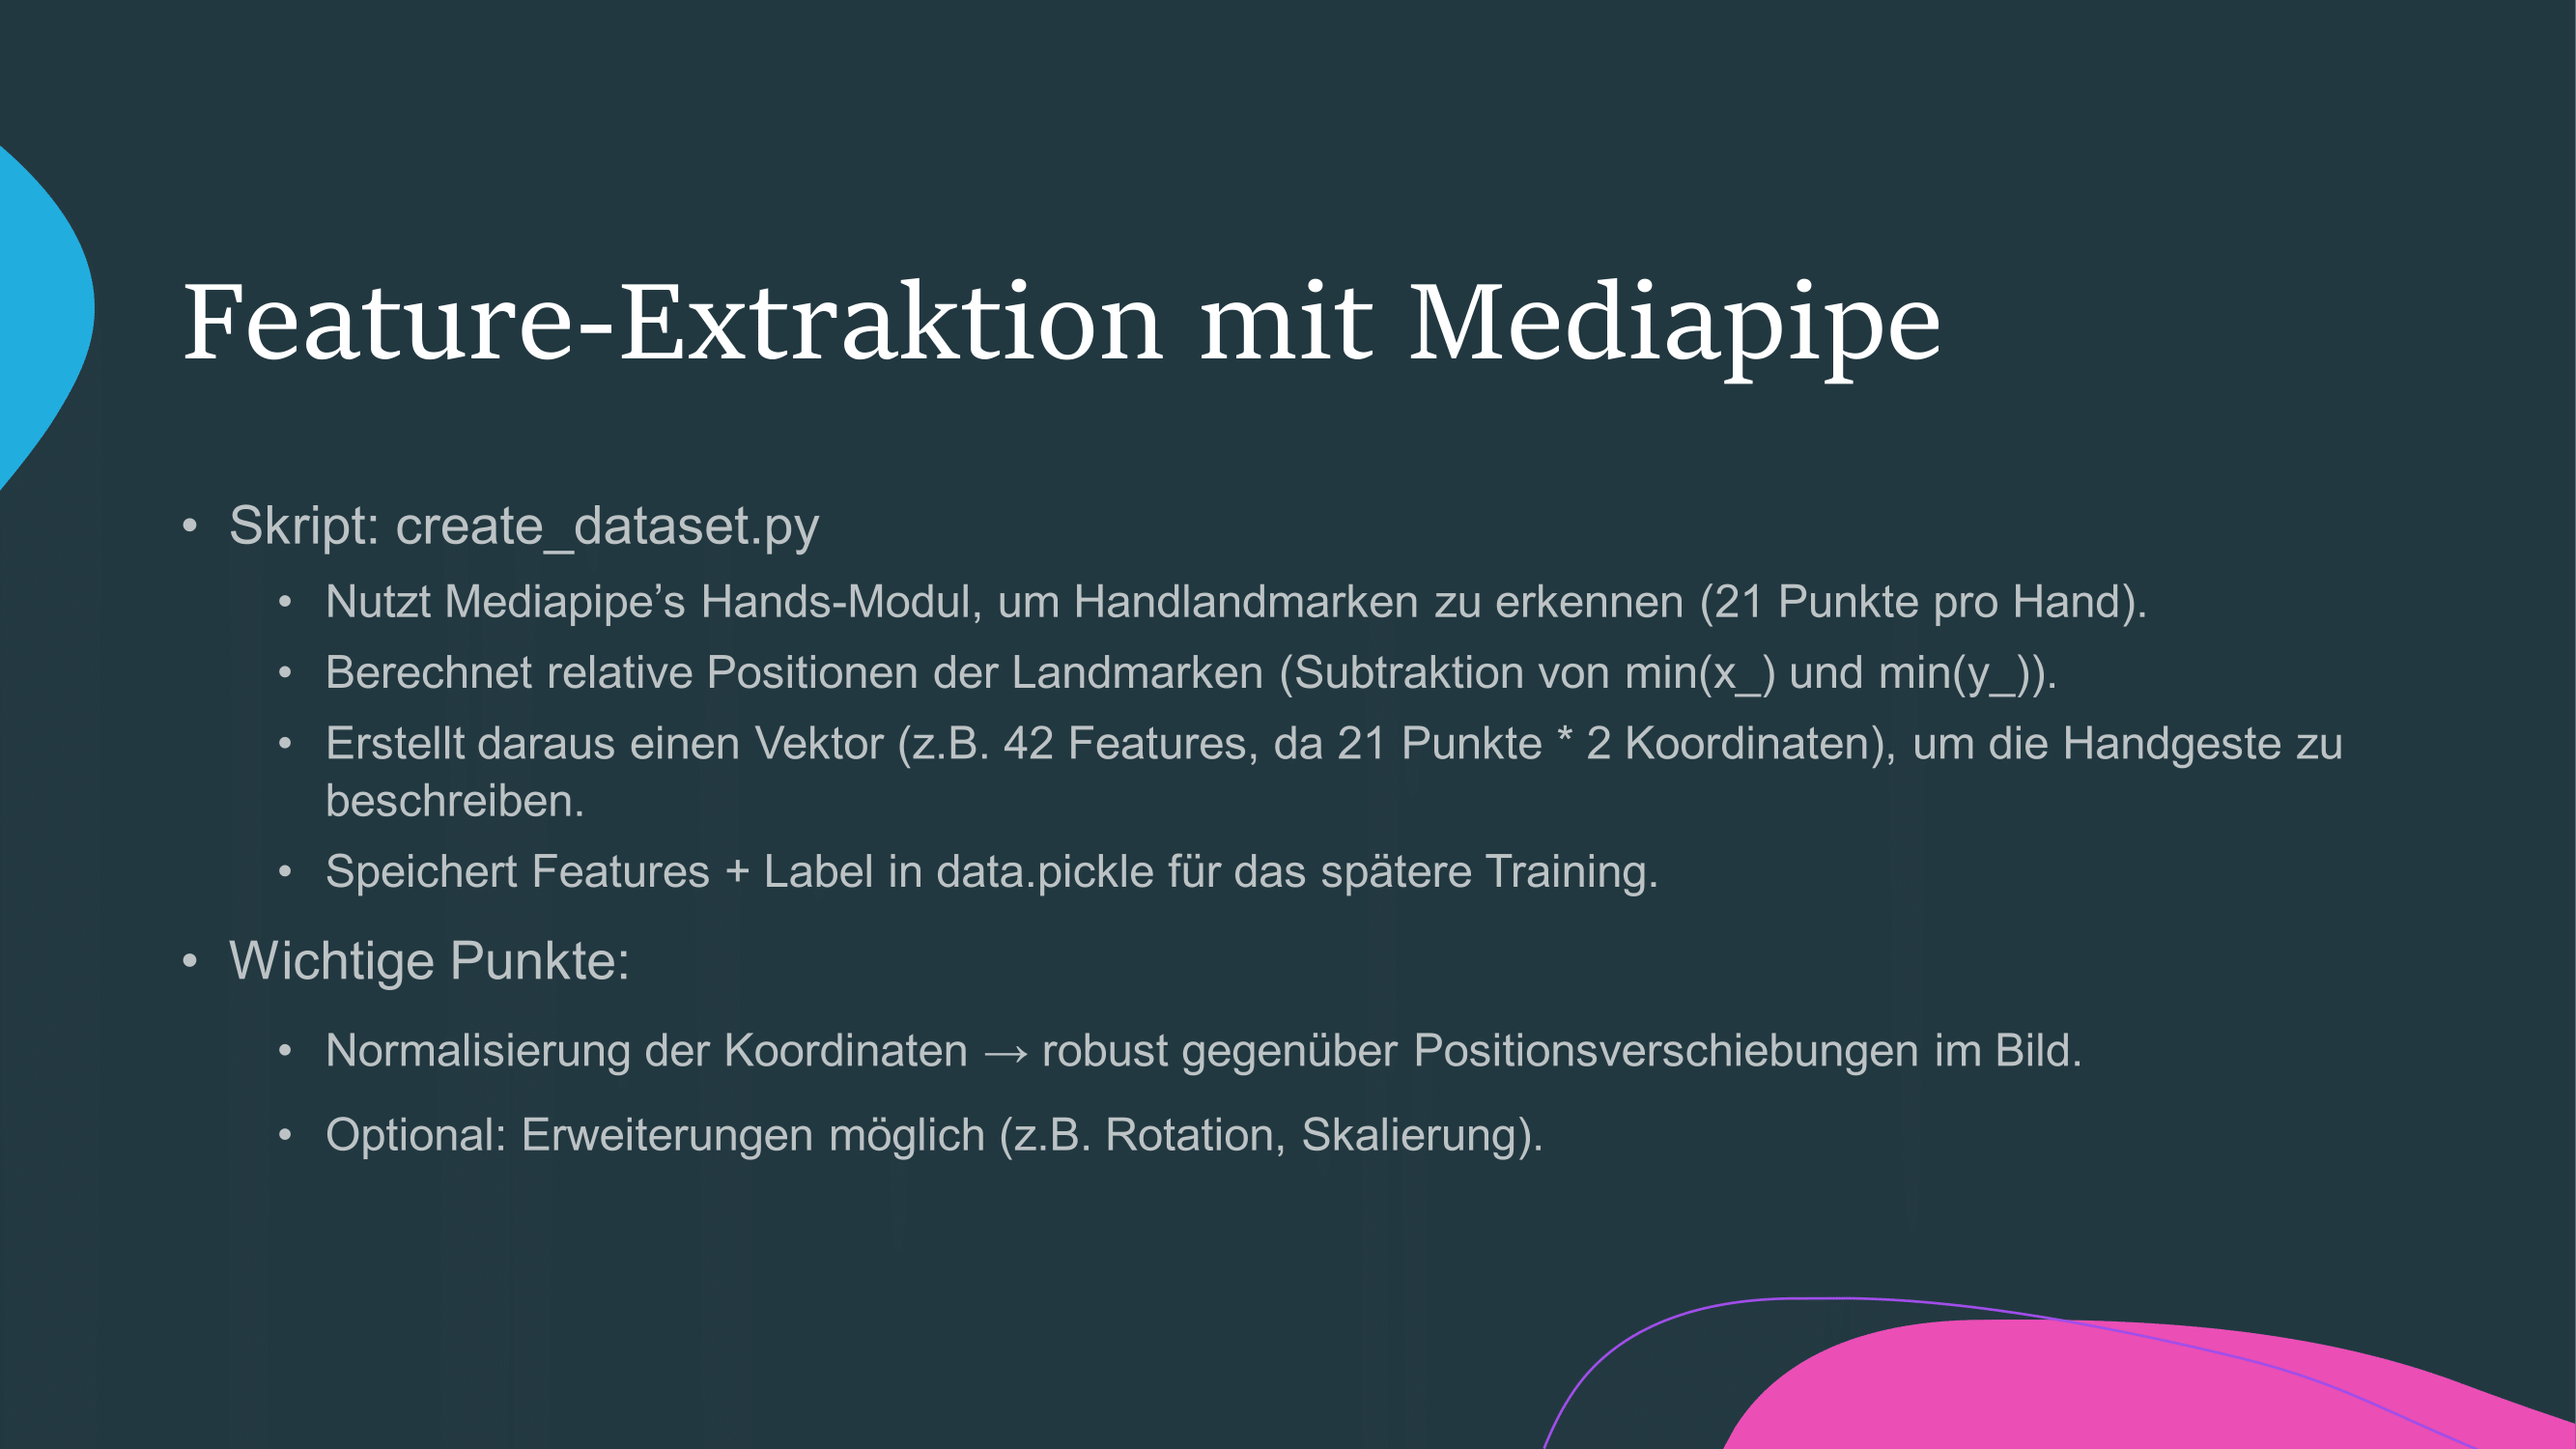 Feature-Extraktion mit Mediapipe
• Skript: create_dataset.py
• Nutzt Mediapipe’s Hands-Modul, um Handlandmarken zu erkennen (21 Punkte pro Hand).
• Berechnet relative Positionen der Landmarken (Subtraktion von min(x_) und min(y_)).
• Erstellt daraus einen Vektor (z.B. 42 Features, da 21 Punkte * 2 Koordinaten), um die Handgeste zu
beschreiben.
• Speichert Features + Label in data.pickle für das spätere Training.
• Wichtige Punkte:
• Normalisierung der Koordinaten → robust gegenüber Positionsverschiebungen im Bild.
• Optional: Erweiterungen möglich (z.B. Rotation, Skalierung).